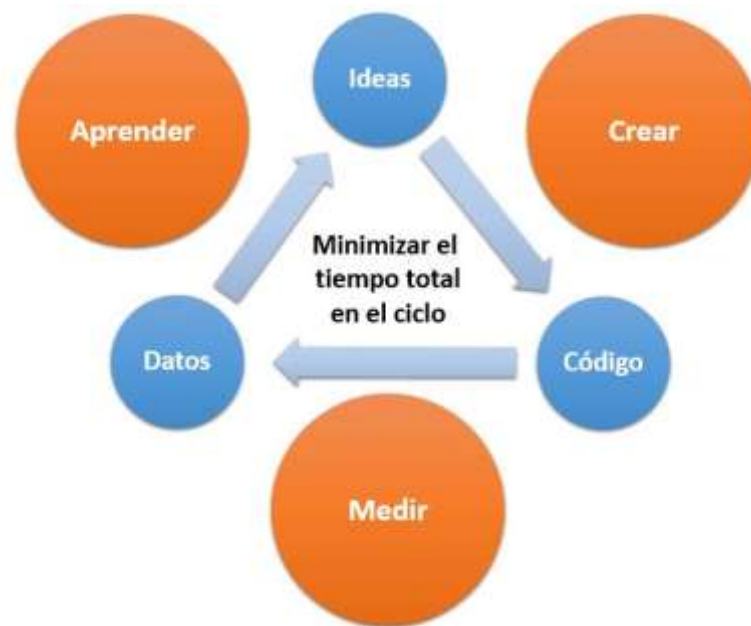 Ideas
Aprender
Crear
Minimizar el
tiempo total
en el ciclo
Datos
Código
Medir